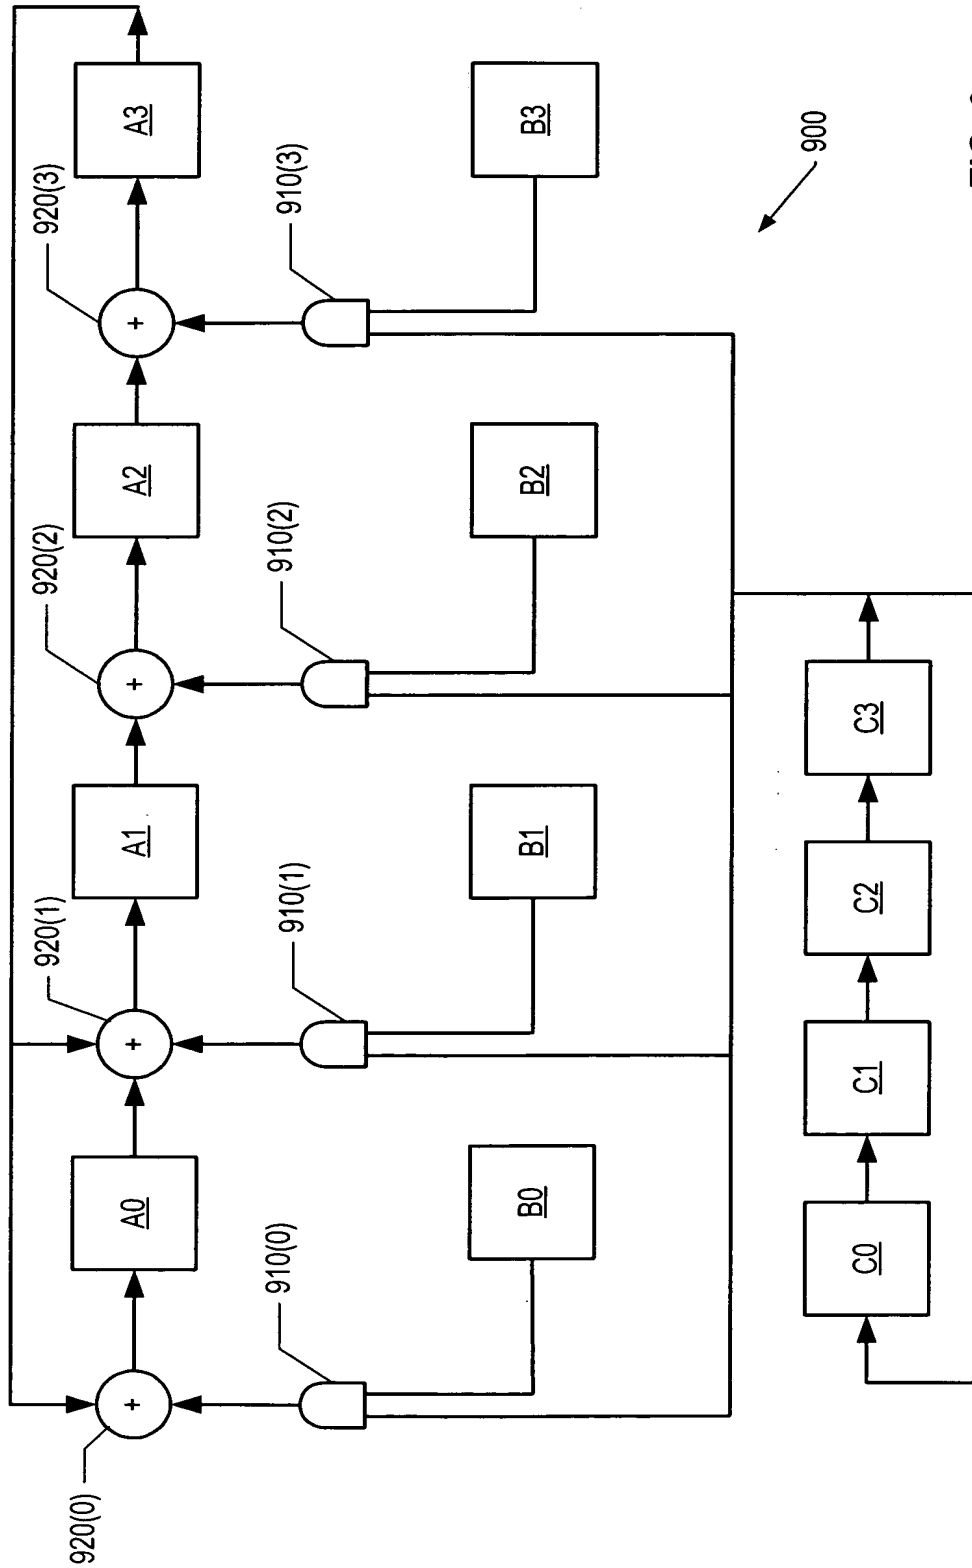 920(0)
920(1)
920(2)
920(3)
A0
A1
A2
A3
910(0)
910(1)
910(2)
910(3)
B0
B1
B2
B3
900
C0
C1
C2
C3